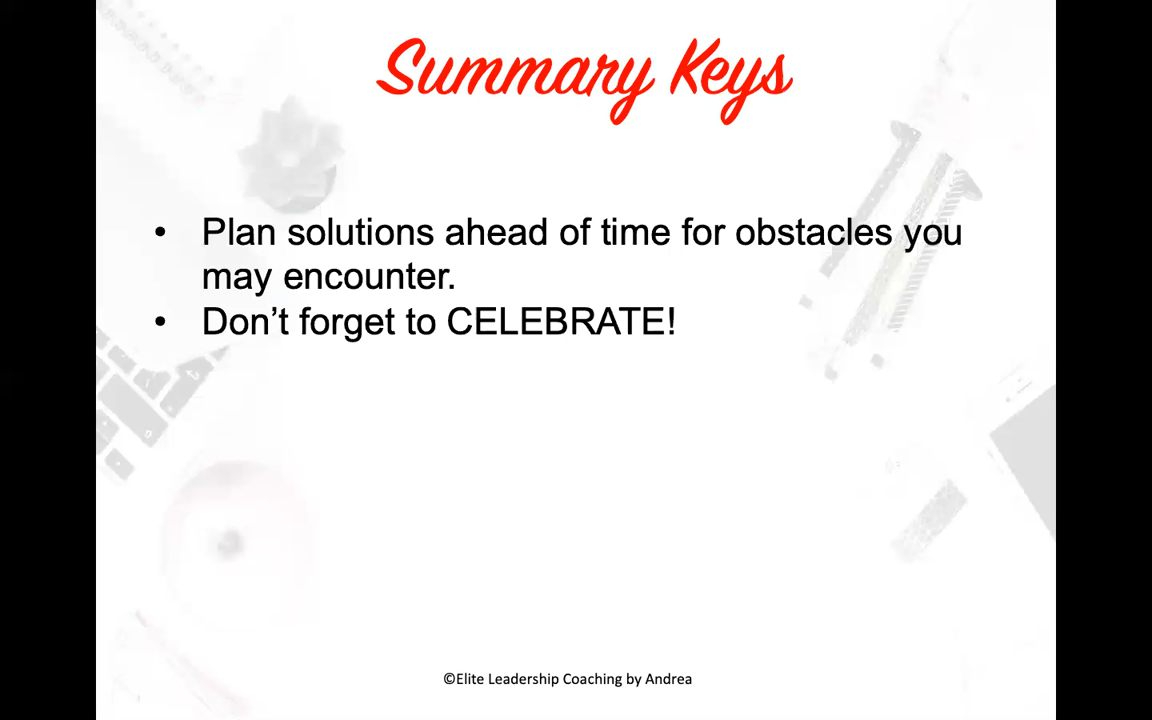 Summary Keys
• Plan solutions ahead of time for obstacles you
may encounter.
• Don’t forget to CELEBRATE!
©Elite Leadership Coaching by Andrea